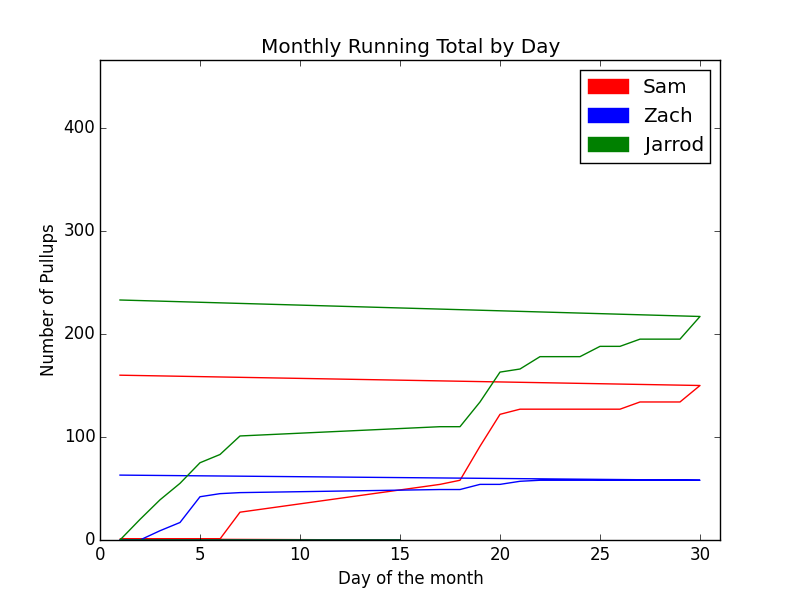 Monthly Running Total by Day
Sam
Zach
Jarrod
Number of Pullups
400
300
200
100
0
0 5 10 15 20 25 30
Day of the month